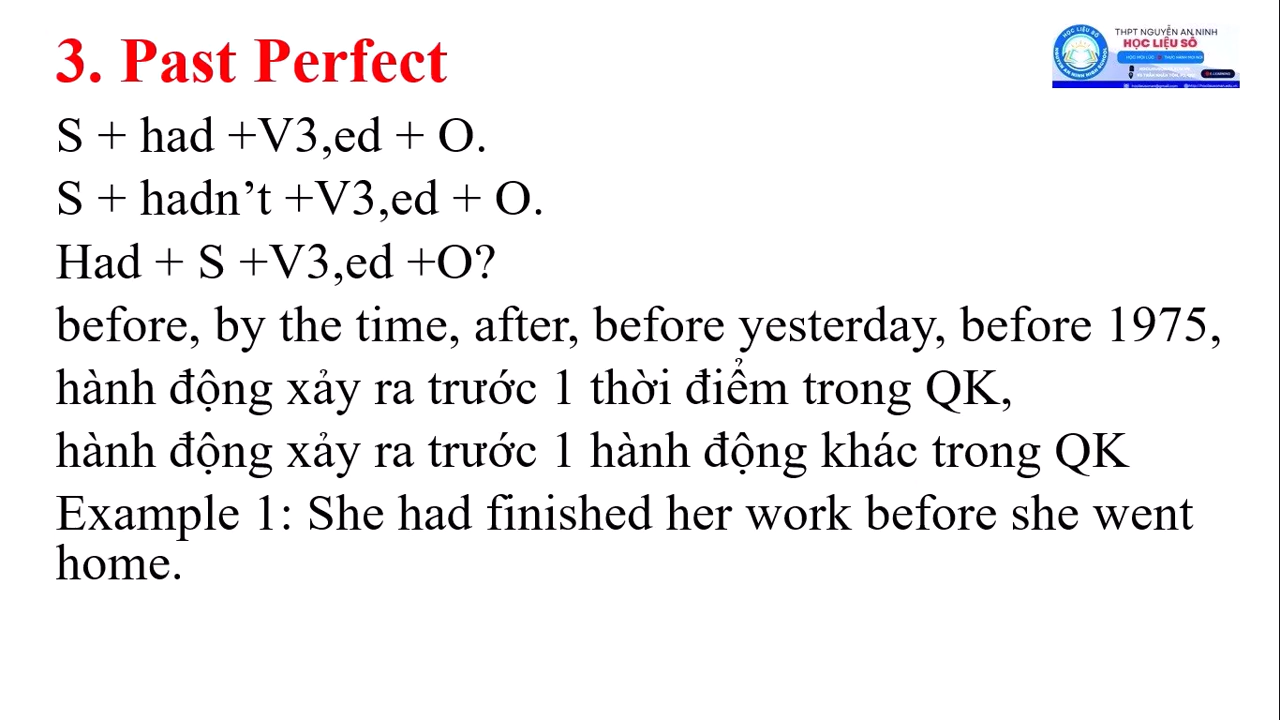 3. Past Perfect
THPT NGUYỄN AN NINH
HỌC LIỆU SỐ
S + had +V3,ed + O.
S + hadn’t +V3,ed + O.
Had + S +V3,ed +O?
before, by the time, after, before yesterday, before 1975,
hành động xảy ra trước 1 thời điểm trong QK,
hành động xảy ra trước 1 hành động khác trong QK
Example 1: She had finished her work before she went
home.